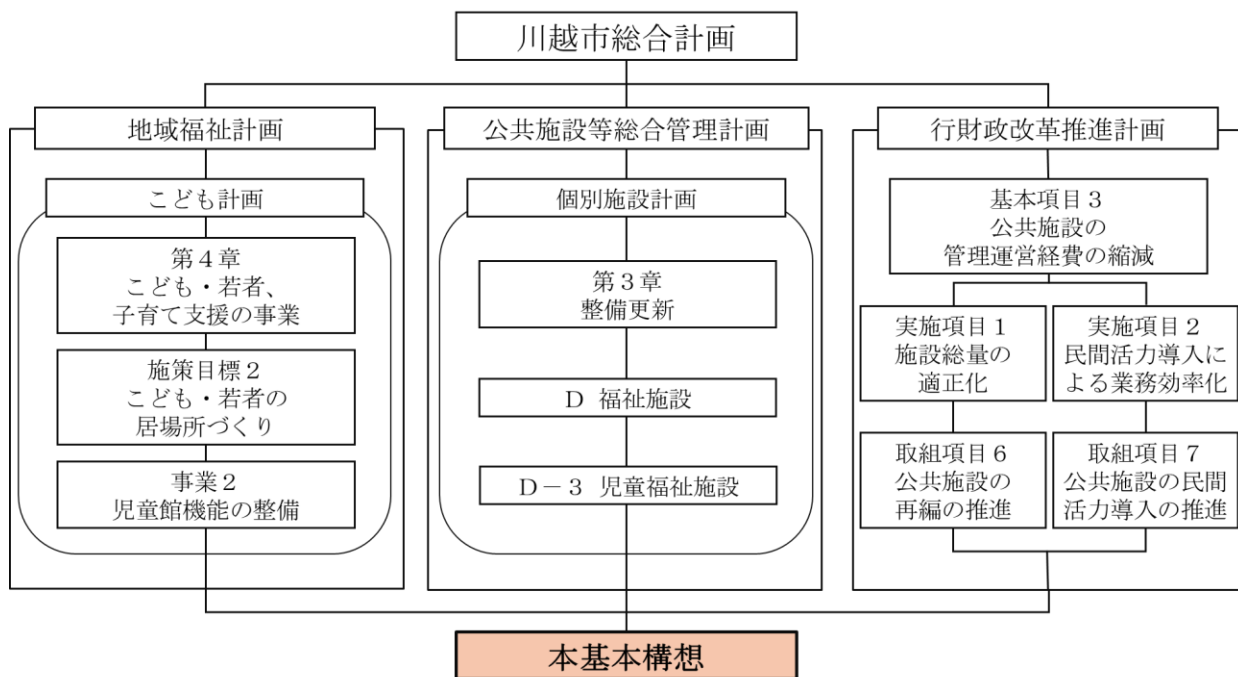 川越市総合計画
地域福祉計画
こども計画
第４章
こども・若者、
子育て支援の事業
施策目標２
こども・若者の
居場所づくり
事業２
児童館機能の整備
公共施設等総合管理計画
個別施設計画
第３章
整備更新
Ｄ 福祉施設
Ｄ－３ 児童福祉施設
行財政改革推進計画
基本項目３
公共施設の
管理運営経費の縮減
実施項目１
施設総量の
適正化
実施項目２
民間活力導入に
よる業務効率化
取組項目６
公共施設の
再編の推進
取組項目７
公共施設の民間
活力導入の推進
本基本構想